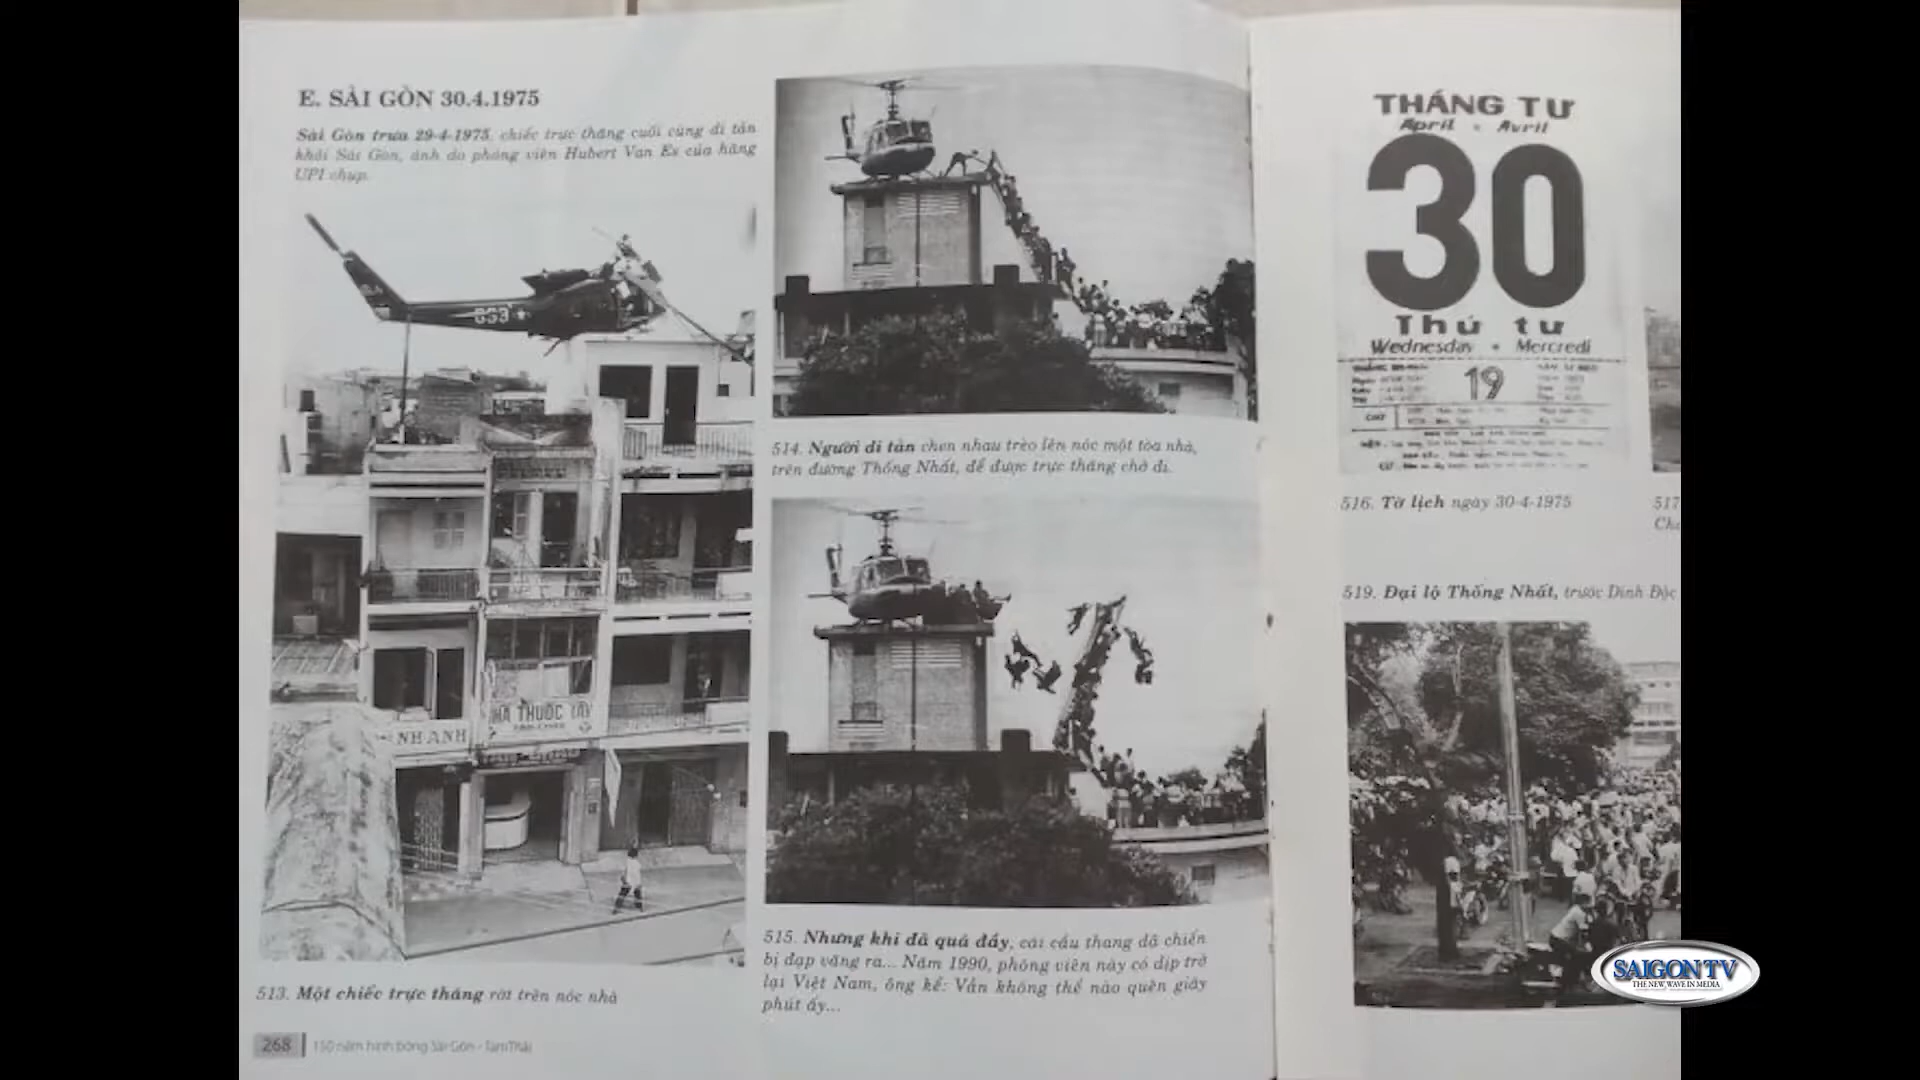 E. SÀI GÒN 30.4.1975
Sài Gòn trưa 29-4-1975, chiếc trực thăng cuối cùng di tản
khỏi Sài Gòn, ảnh do phóng viên Hubert Van Es của hãng
UPI chụp.
033
NH ANH
HÀ THUỐC TÂY
513. Một chiếc trực thăng rớt trên nóc nhà
268 150 năm hình bóng Sài Gòn - Tam Thái
514. Người di tản chen nhau trèo lên nóc một tòa nhà,
trên đường Thống Nhất, để được trực thăng chở đi.
515. Nhưng khi đã quá đầy, cái cầu thang đã chiến
bị đạp văng ra... Năm 1990, phóng viên này có dịp trở
lại Việt Nam, ông kể: Vẫn không thể nào quên giây
phút ấy...
THÁNG TƯ
April - Avril
30
Thứ tư
Wednesday - Mercredi
19
516. Tờ lịch ngày 30-4-1975
517
519. Đại lộ Thống Nhất, trước Dinh Độc
SAIGON TV
THE NEW WAVE IN MEDIA